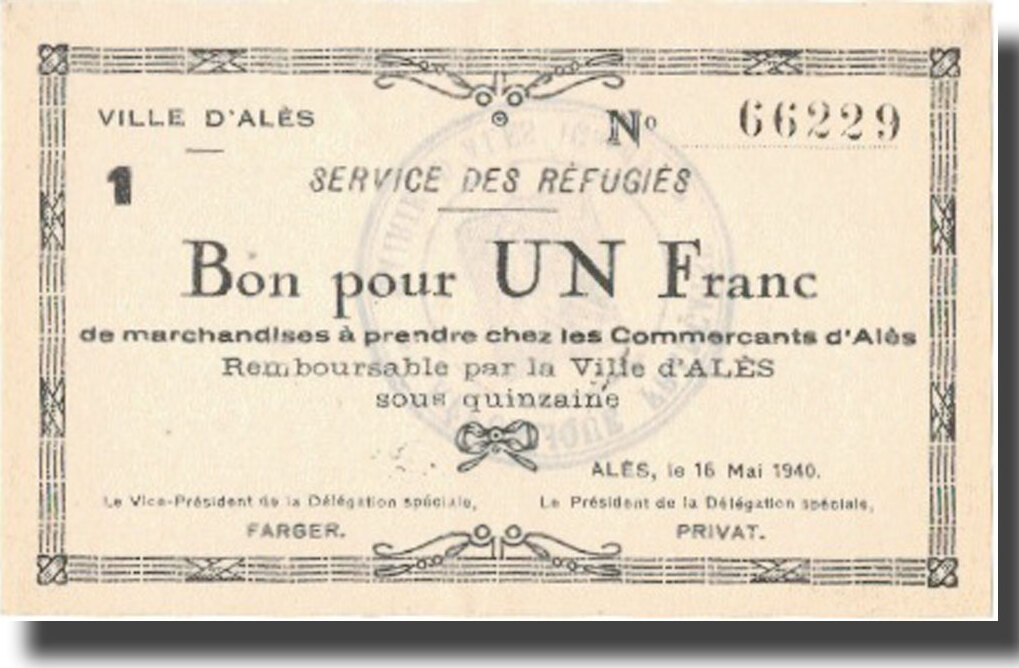 VILLE D'ALÈS
Nº 66229
1
SERVICE DES RÉFUGIÉS
Bon pour UN Franc
de marchandises à prendre chez les Commercants d'Alès
Remboursable par la Ville d'ALÈS
sous quinzaine
ALÈS, le 16 Mai 1940.
Le Vice-Président de la Délégation spéciale,
FARGER.
Le Président de la Délégation spéciale,
PRIVAT.